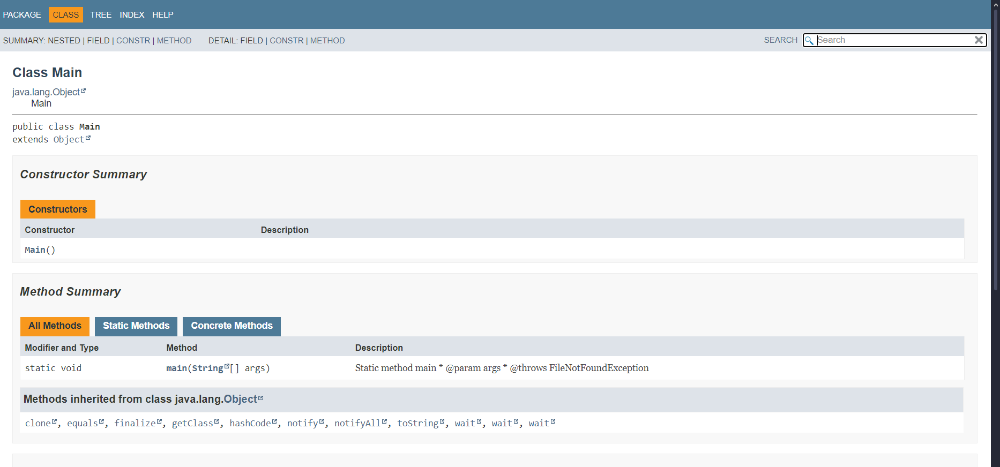 PACKAGE CLASS TREE INDEX HELP
SUMMARY: NESTED | FIELD | CONSTR | METHOD DETAIL: FIELD | CONSTR | METHOD SEARCH Search
Class Main
java.lang.Object
Main
public class Main
extends Object
Constructor Summary
Constructors
Constructor Description
Main()
Method Summary
All Methods Static Methods Concrete Methods
Modifier and Type Method Description
static void main(String[] args) Static method main * @param args * @throws FileNotFoundException
Methods inherited from class java.lang.Object
clone, equals, finalize, getClass, hashCode, notify, notifyAll, toString, wait, wait, wait